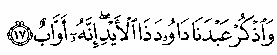 وَٱذۡكُرۡ عَبۡدَنَا دَاوُۥدَ ذَا ٱلۡأَيۡدِۖ إِنَّهُۥٓ أَوَّابٌ ١٧